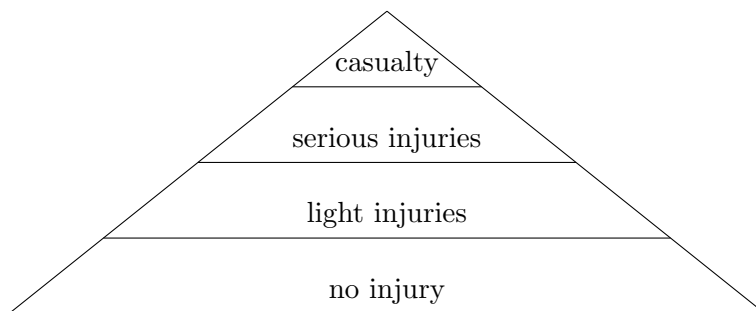 casualty
serious injuries
light injuries
no injury